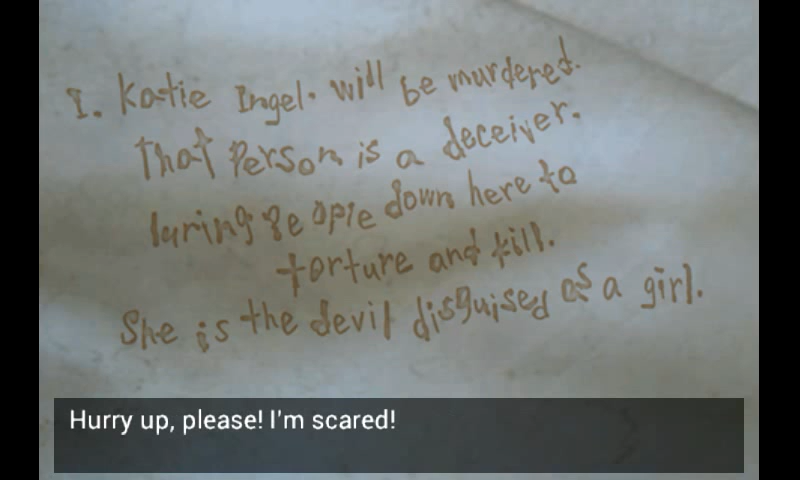 I. Katie Ingel. will be murdered.
That Person is a deceiver.
luring People down here to
torture and kill.
She is the devil disguised as a girl.
Hurry up, please! I'm scared!